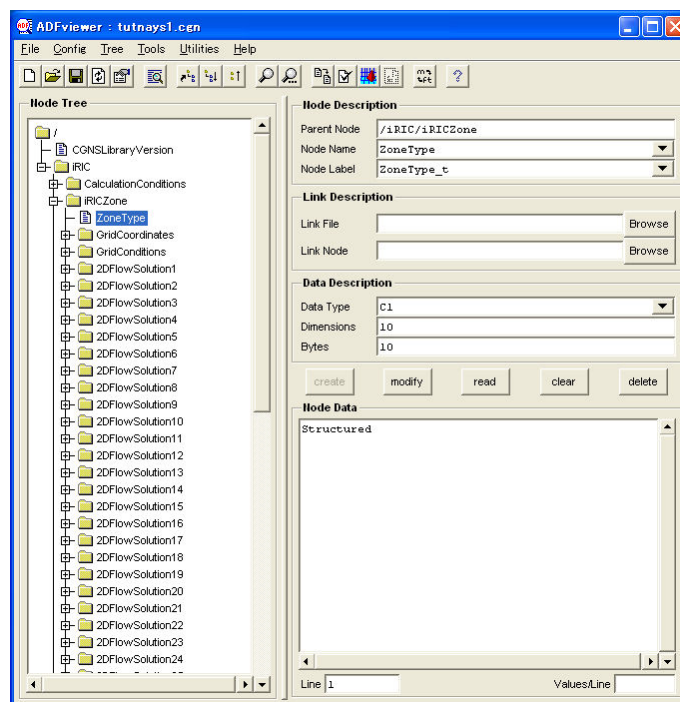 ADFviewer : tutnays1.cgn
File Config Tree Tools Utilities Help
Node Tree
/
CGNSLibraryVersion
iRIC
CalculationConditions
iRICZone
ZoneType
GridCoordinates
GridConditions
2DFlowSolution1
2DFlowSolution2
2DFlowSolution3
2DFlowSolution4
2DFlowSolution5
2DFlowSolution6
2DFlowSolution7
2DFlowSolution8
2DFlowSolution9
2DFlowSolution10
2DFlowSolution11
2DFlowSolution12
2DFlowSolution13
2DFlowSolution14
2DFlowSolution15
2DFlowSolution16
2DFlowSolution17
2DFlowSolution18
2DFlowSolution19
2DFlowSolution20
2DFlowSolution21
2DFlowSolution22
2DFlowSolution23
2DFlowSolution24
Node Description
Parent Node /iRIC/iRICZone
Node Name ZoneType
Node Label ZoneType_t
Link Description
Link File Browse
Link Node Browse
Data Description
Data Type C1
Dimensions 10
Bytes 10
create modify read clear delete
Node Data
Structured
Line 1 Values/Line